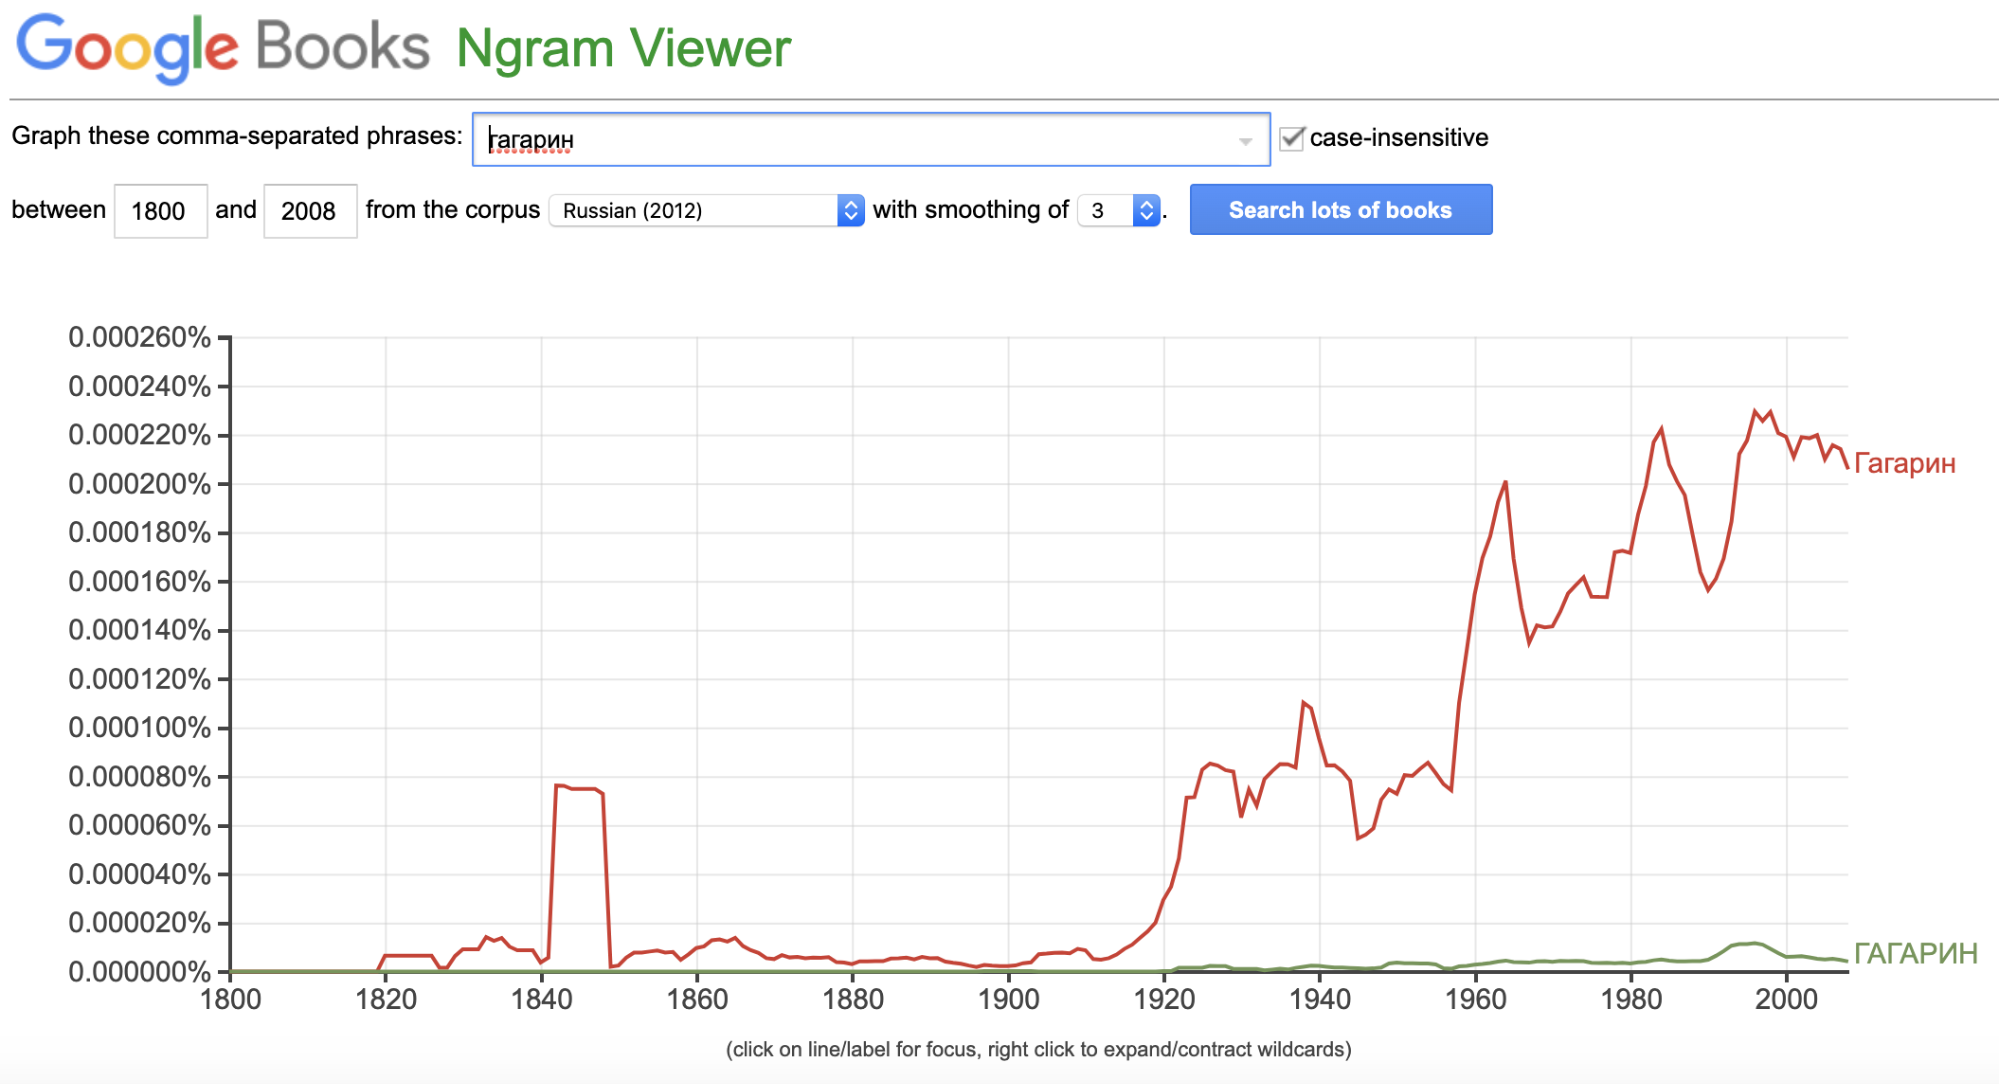 Google Books Ngram Viewer
Graph these comma-separated phrases: гагарин case-insensitive
between 1800 and 2008 from the corpus Russian (2012) with smoothing of 3 . Search lots of books
0.000260%
0.000240%
0.000220%
0.000200%
0.000180%
0.000160%
0.000140%
0.000120%
0.000100%
0.000080%
0.000060%
0.000040%
0.000020%
0.000000%
Гагарин
ГАГАРИН
1800 1820 1840 1860 1880 1900 1920 1940 1960 1980 2000
(click on line/label for focus, right click to expand/contract wildcards)